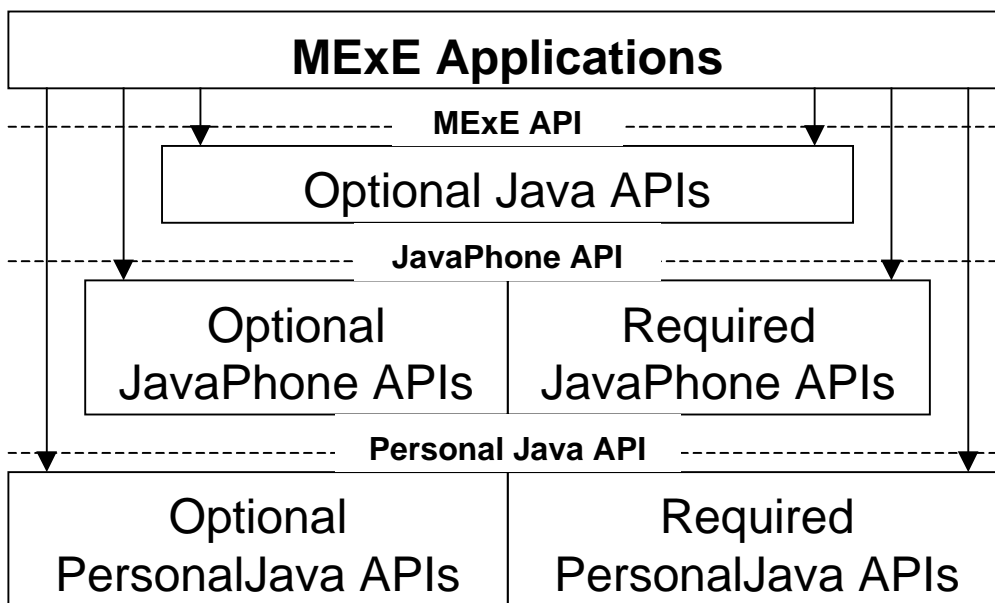 MExE Applications
MExE API
Optional Java APIs
JavaPhone API
Optional
JavaPhone APIs
Required
JavaPhone APIs
Personal Java API
Optional
PersonalJava APIs
Required
PersonalJava APIs